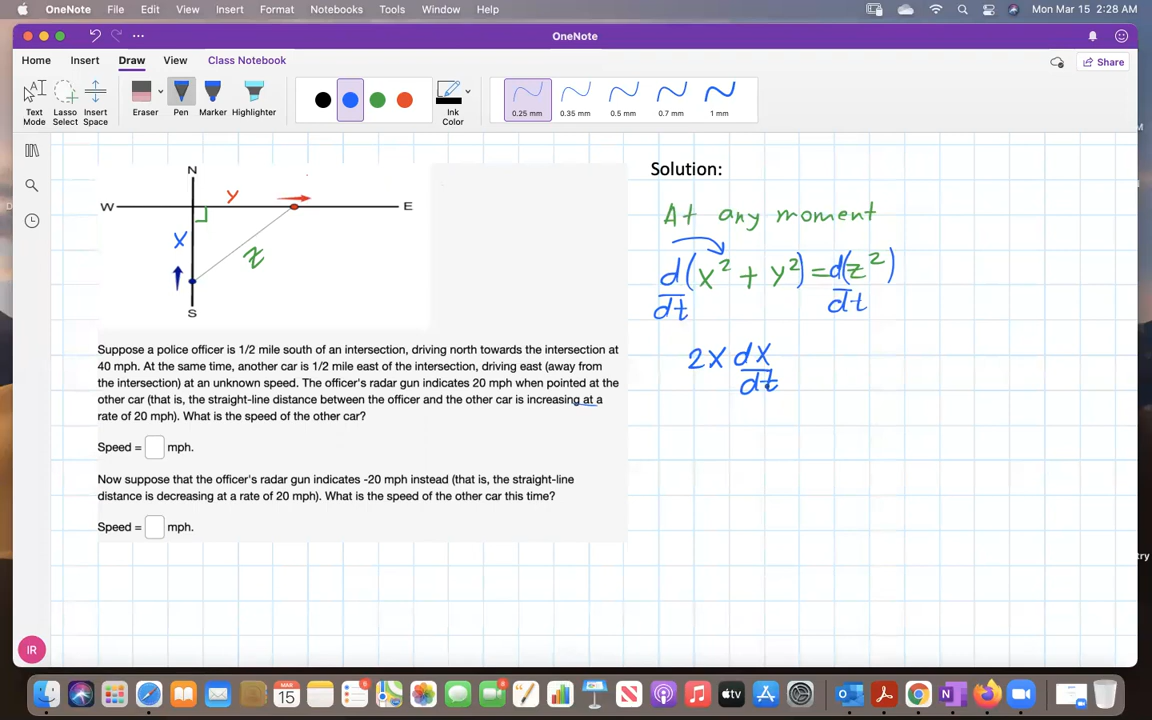 OneNote File Edit View Insert Format Notebooks Tools Window Help Mon Mar 15 2:28 AM
OneNote
Home Insert Draw View Class Notebook Share
Text Mode Lasso Select Insert Space Eraser Pen Marker Highlighter Ink Color 0.25 mm 0.35 mm 0.5 mm 0.7 mm 1 mm
N
W E
y
x
z
S
Suppose a police officer is 1/2 mile south of an intersection, driving north towards the intersection at
40 mph. At the same time, another car is 1/2 mile east of the intersection, driving east (away from
the intersection) at an unknown speed. The officer's radar gun indicates 20 mph when pointed at the
other car (that is, the straight-line distance between the officer and the other car is increasing at a
rate of 20 mph). What is the speed of the other car?
Speed = mph.
Now suppose that the officer's radar gun indicates -20 mph instead (that is, the straight-line
distance is decreasing at a rate of 20 mph). What is the speed of the other car this time?
Speed = mph.
Solution:
At any moment
d/dt (x² + y²) = d/dt (z²)
2x dx/dt
IR
MAR
15
tv